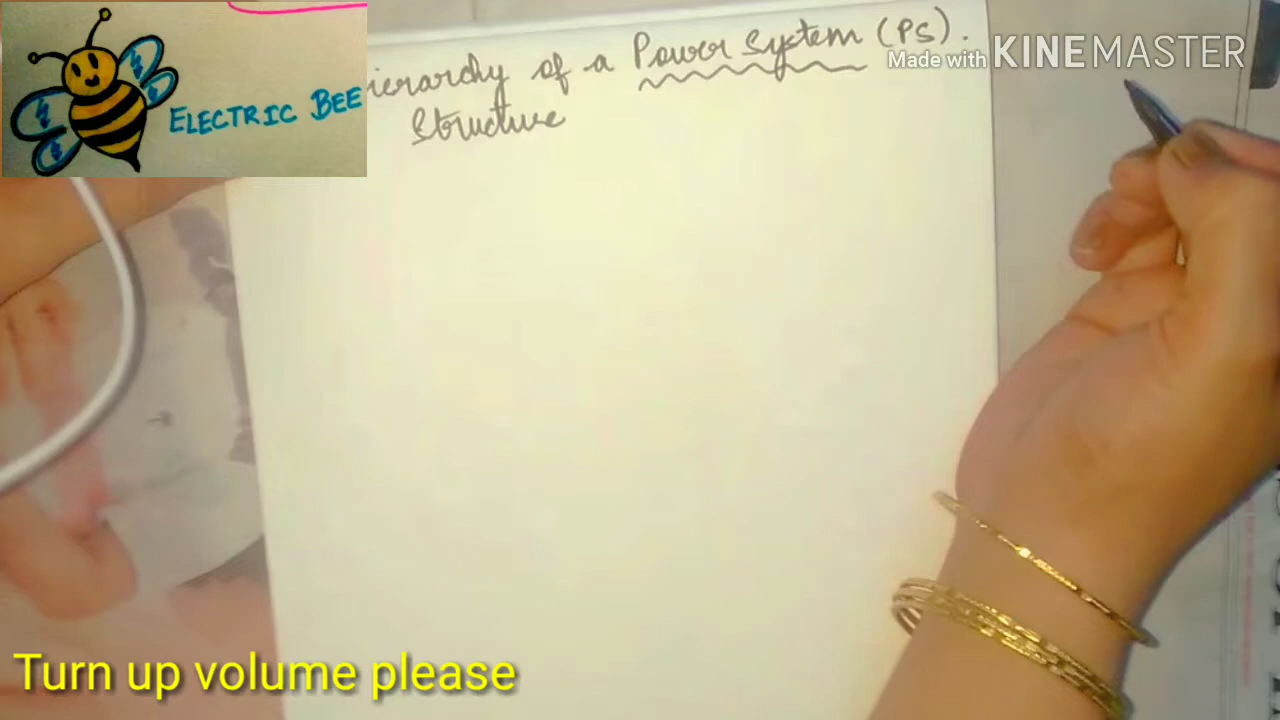 ELECTRIC BEE
ierarchy of a Power System (PS).
Structure
Made with KINEMASTER
Turn up volume please